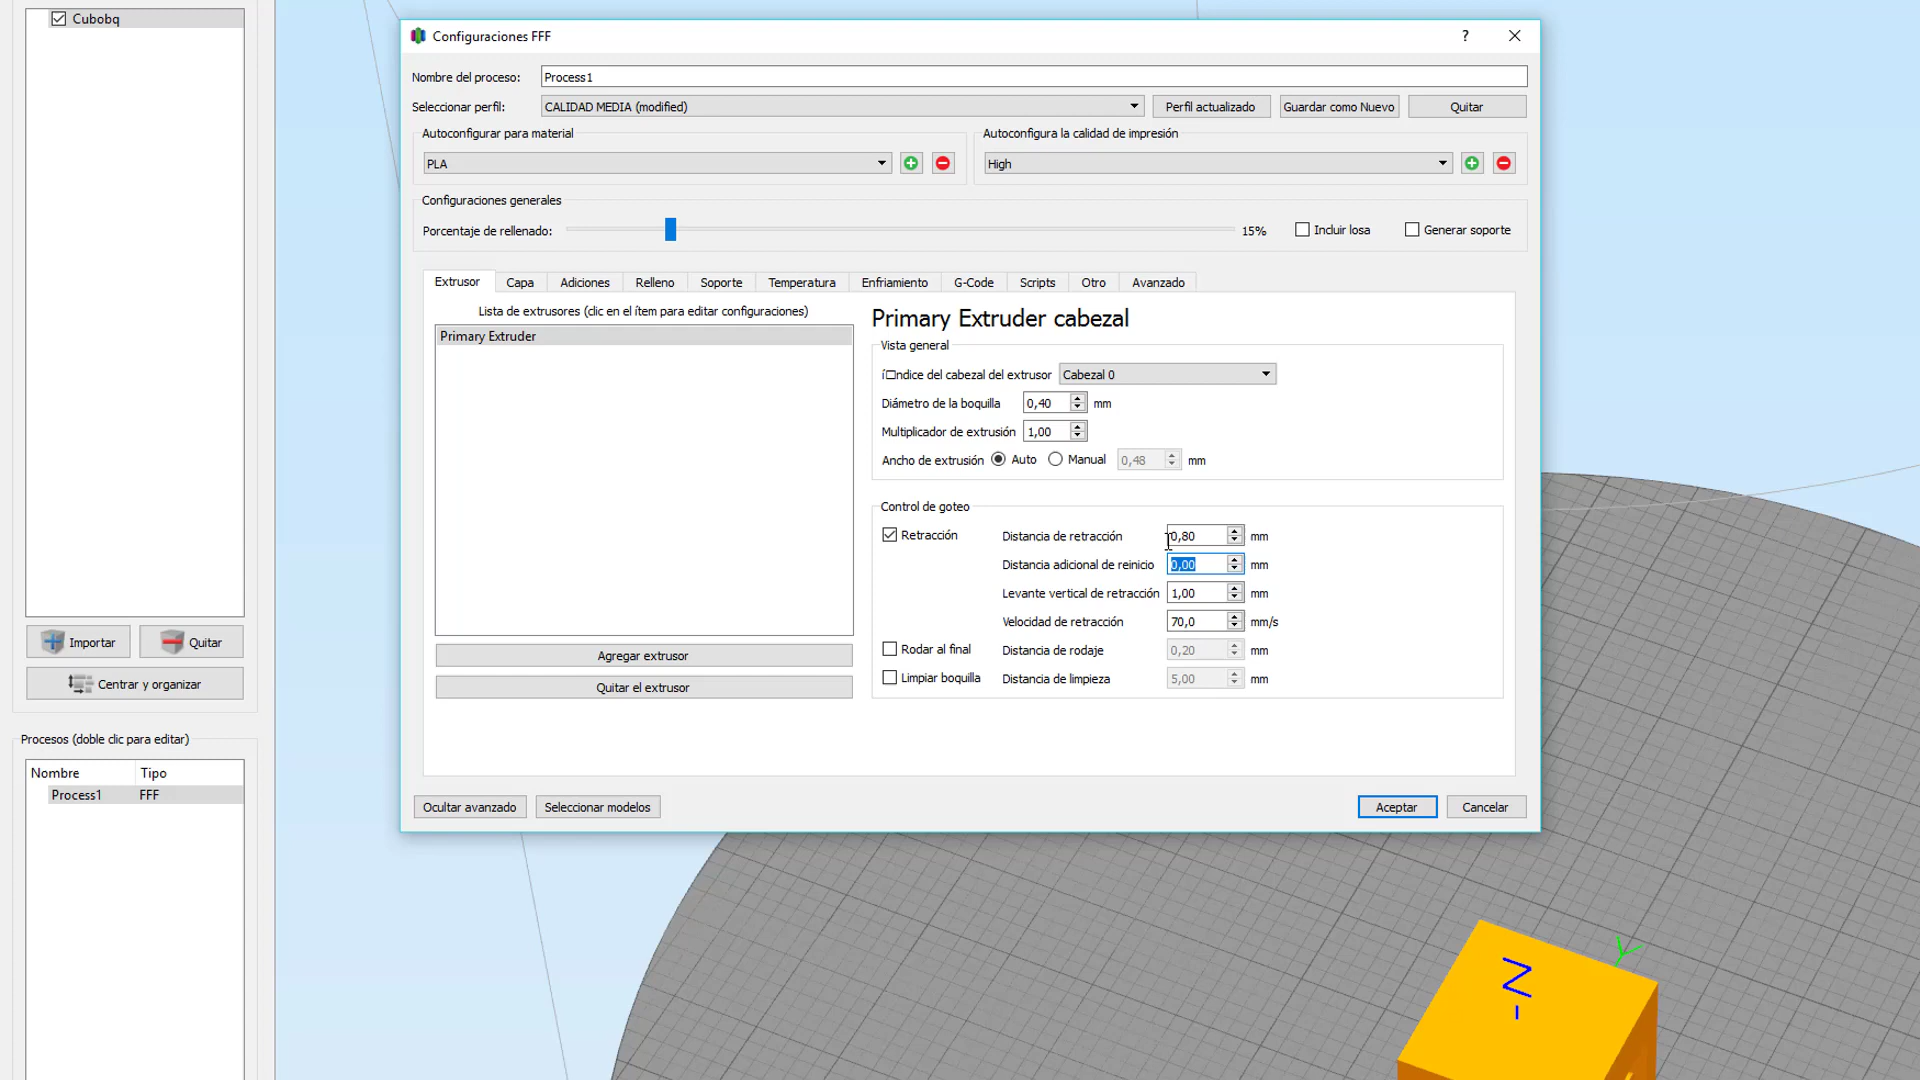 Cubobq
Configuraciones FFF
?
Nombre del proceso: Process1
Seleccionar perfil: CALIDAD MEDIA (modified) Perfil actualizado Guardar como Nuevo Quitar
Autoconfigurar para material Autoconfigura la calidad de impresión
PLA High
Configuraciones generales
Porcentaje de rellenado: 15% Incluir losa Generar soporte
Extrusor Capa Adiciones Relleno Soporte Temperatura Enfriamiento G-Code Scripts Otro Avanzado
Lista de extrusores (clic en el ítem para editar configuraciones)
Primary Extruder
Agregar extrusor
Quitar el extrusor
Primary Extruder cabezal
Vista general
í□ndice del cabezal del extrusor Cabezal 0
Diámetro de la boquilla 0,40 mm
Multiplicador de extrusión 1,00
Ancho de extrusión Auto Manual 0,48 mm
Control de goteo
Retracción Distancia de retracción 0,80 mm
Distancia adicional de reinicio 0,00 mm
Levante vertical de retracción 1,00 mm
Velocidad de retracción 70,0 mm/s
Rodar al final Distancia de rodaje 0,20 mm
Limpiar boquilla Distancia de limpieza 5,00 mm
Ocultar avanzado Seleccionar modelos Aceptar Cancelar
Importar Quitar
Centrar y organizar
Procesos (doble clic para editar)
Nombre Tipo
Process1 FFF
Y
Z